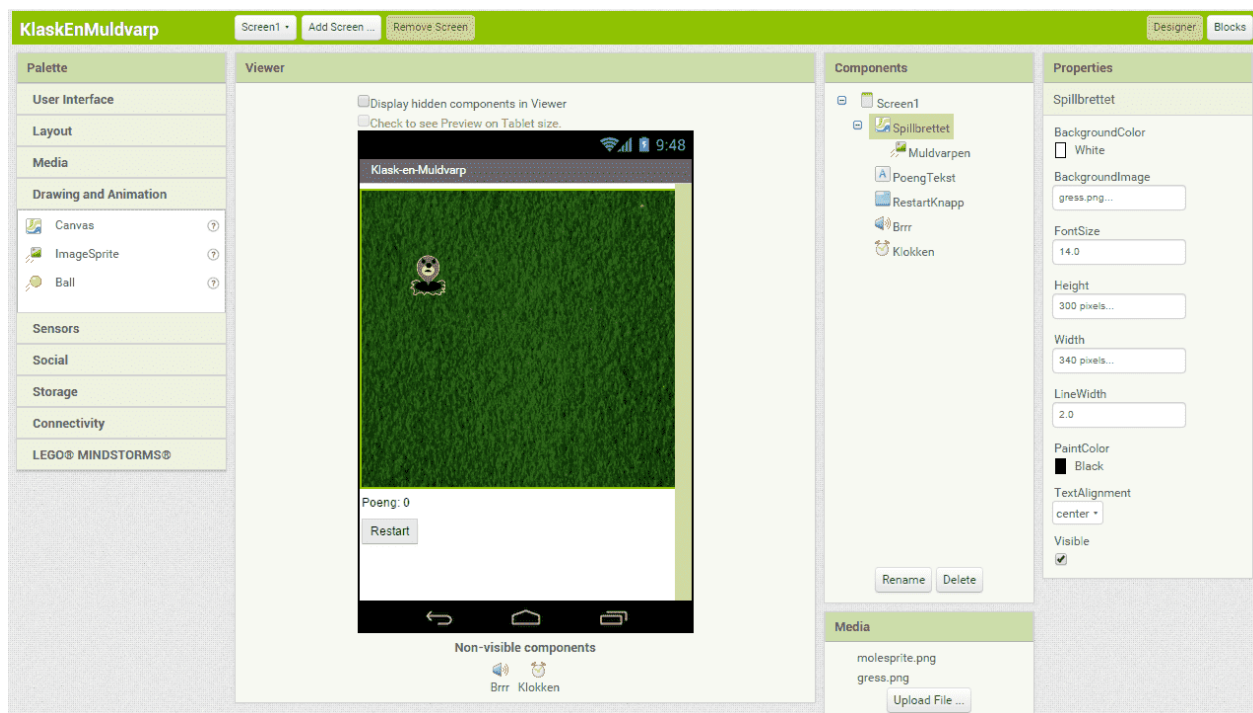 KlaskEnMuldvarp
Screen1
Add Screen ...
Remove Screen
Designer
Blocks
Palette
User Interface
Layout
Media
Drawing and Animation
Canvas
ImageSprite
Ball
Sensors
Social
Storage
Connectivity
LEGO® MINDSTORMS®
Viewer
Display hidden components in Viewer
Check to see Preview on Tablet size.
9:48
Klask-en-Muldvarp
Poeng: 0
Restart
Non-visible components
Brrr
Klokken
Components
Screen1
Spillbrettet
Muldvarpen
PoengTekst
RestartKnapp
Brrr
Klokken
Rename
Delete
Media
molesprite.png
gress.png
Upload File ...
Properties
Spillbrettet
BackgroundColor
White
BackgroundImage
gress.png...
FontSize
14.0
Height
300 pixels...
Width
340 pixels...
LineWidth
2.0
PaintColor
Black
TextAlignment
center
Visible